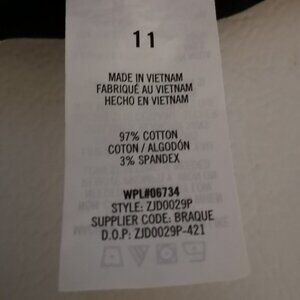 11
MADE IN VIETNAM
FABRIQUÉ AU VIETNAM
HECHO EN VIETNAM
97% COTTON
COTON / ALGODÓN
3% SPANDEX
WPL#06734
STYLE: ZJD0029P
SUPPLIER CODE: BRAQUE
D.O.P: ZJD0029P-421